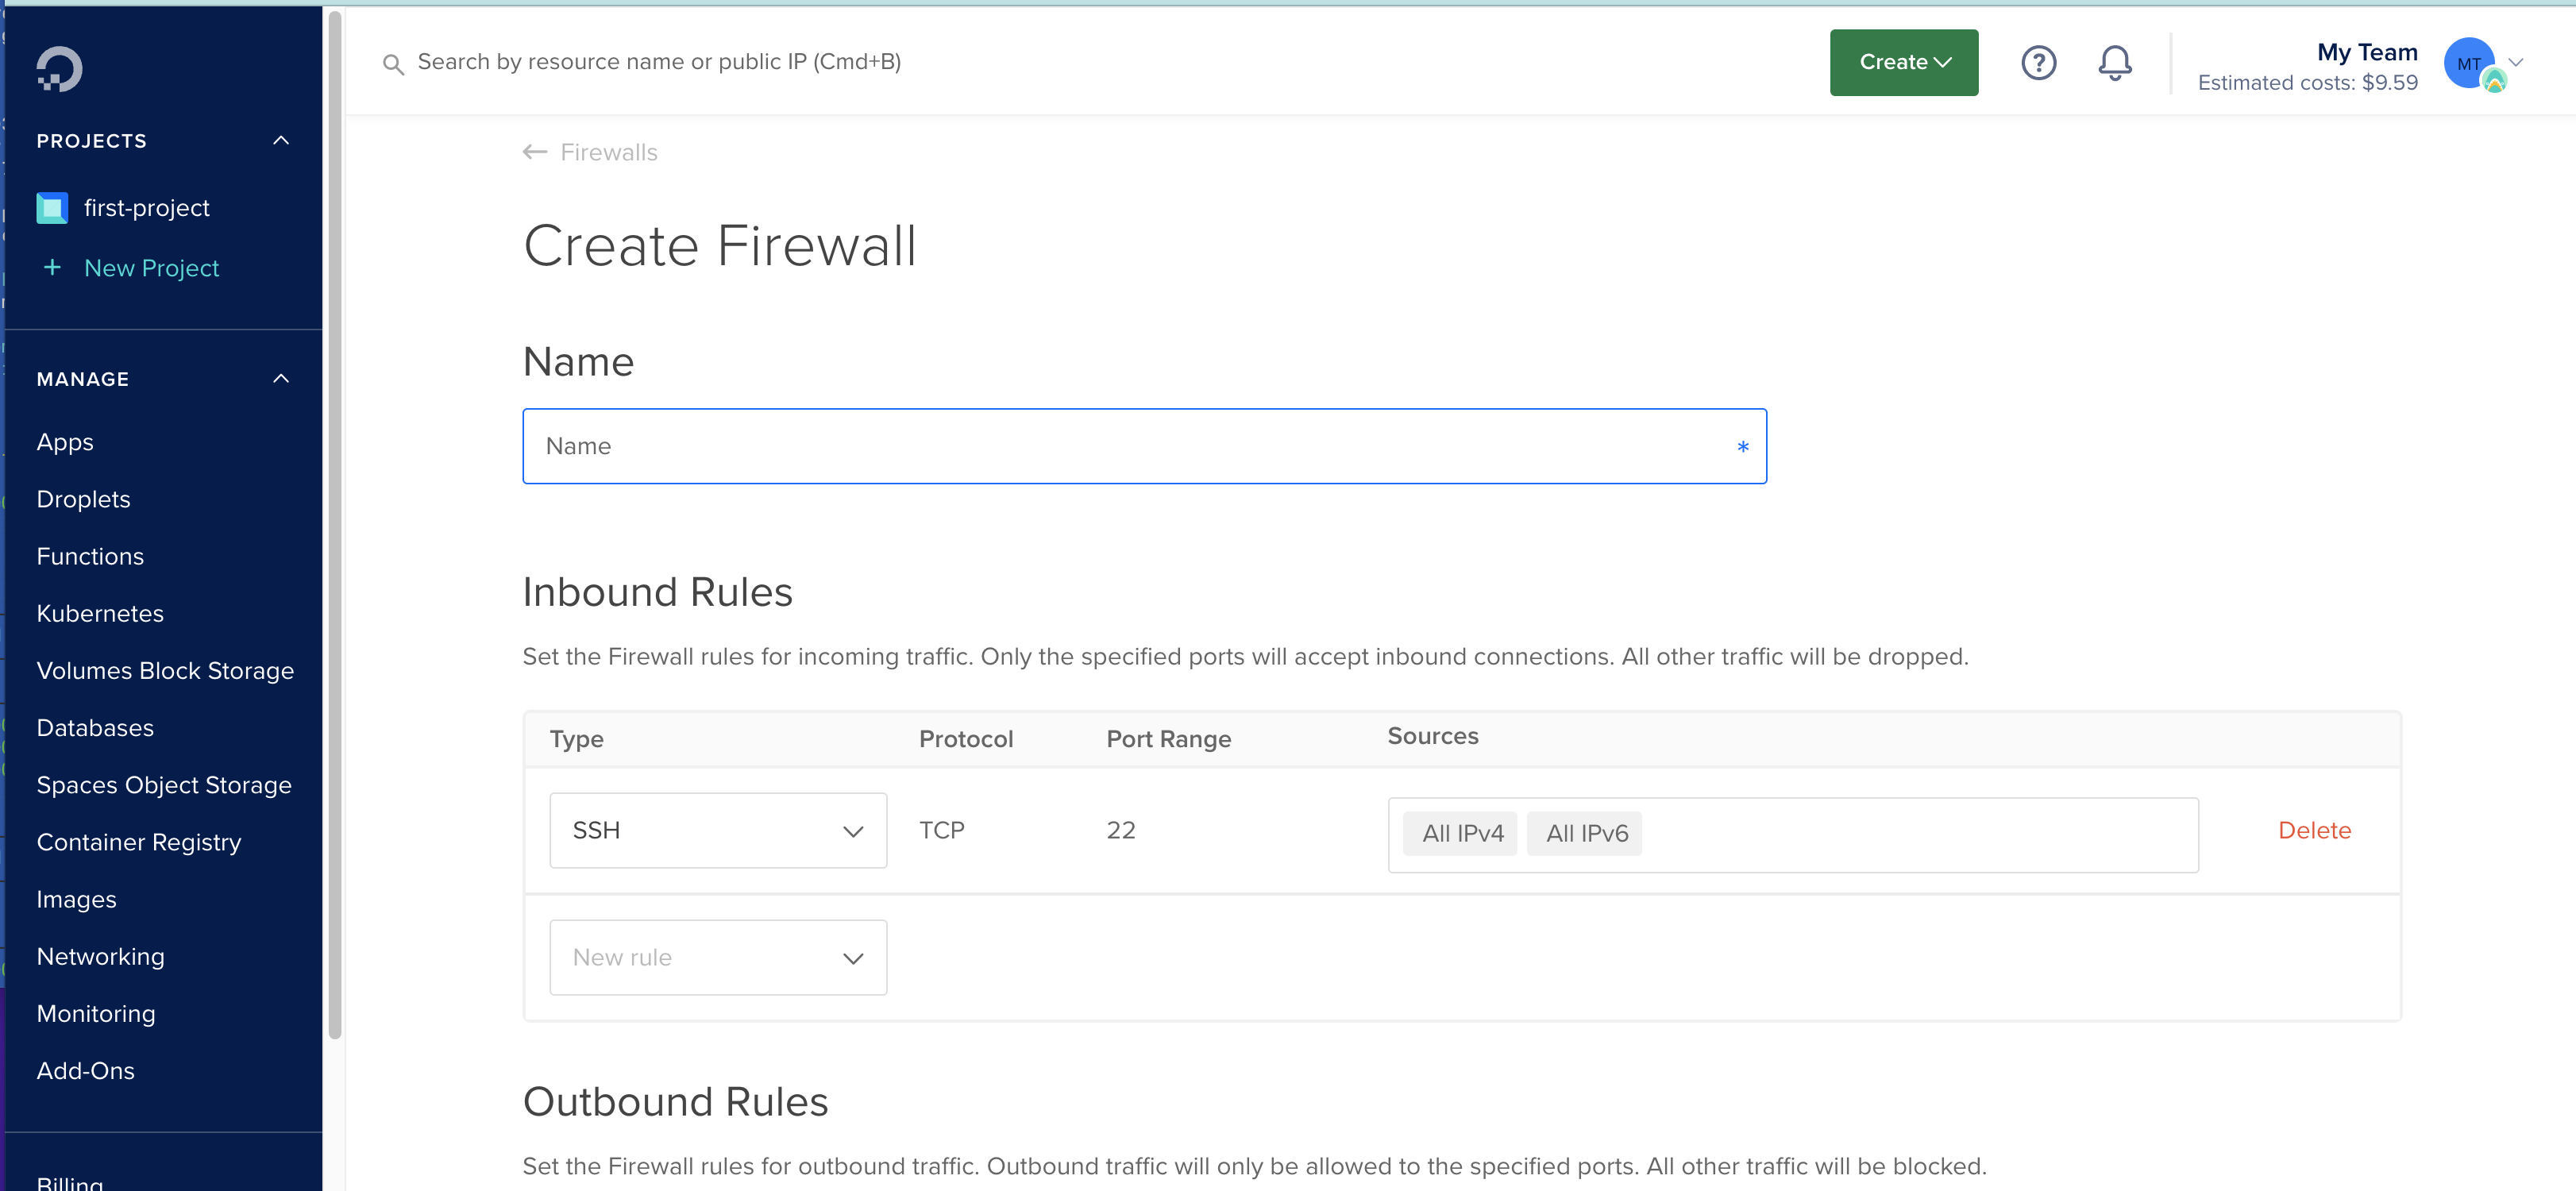 Search by resource name or public IP (Cmd+B)
Create
?
My Team
Estimated costs: $9.59
MT
PROJECTS
first-project
+ New Project
MANAGE
Apps
Droplets
Functions
Kubernetes
Volumes Block Storage
Databases
Spaces Object Storage
Container Registry
Images
Networking
Monitoring
Add-Ons
Billing
← Firewalls
Create Firewall
Name
Name *
Inbound Rules
Set the Firewall rules for incoming traffic. Only the specified ports will accept inbound connections. All other traffic will be dropped.
Type Protocol Port Range Sources
SSH TCP 22 All IPv4 All IPv6 Delete
New rule
Outbound Rules
Set the Firewall rules for outbound traffic. Outbound traffic will only be allowed to the specified ports. All other traffic will be blocked.